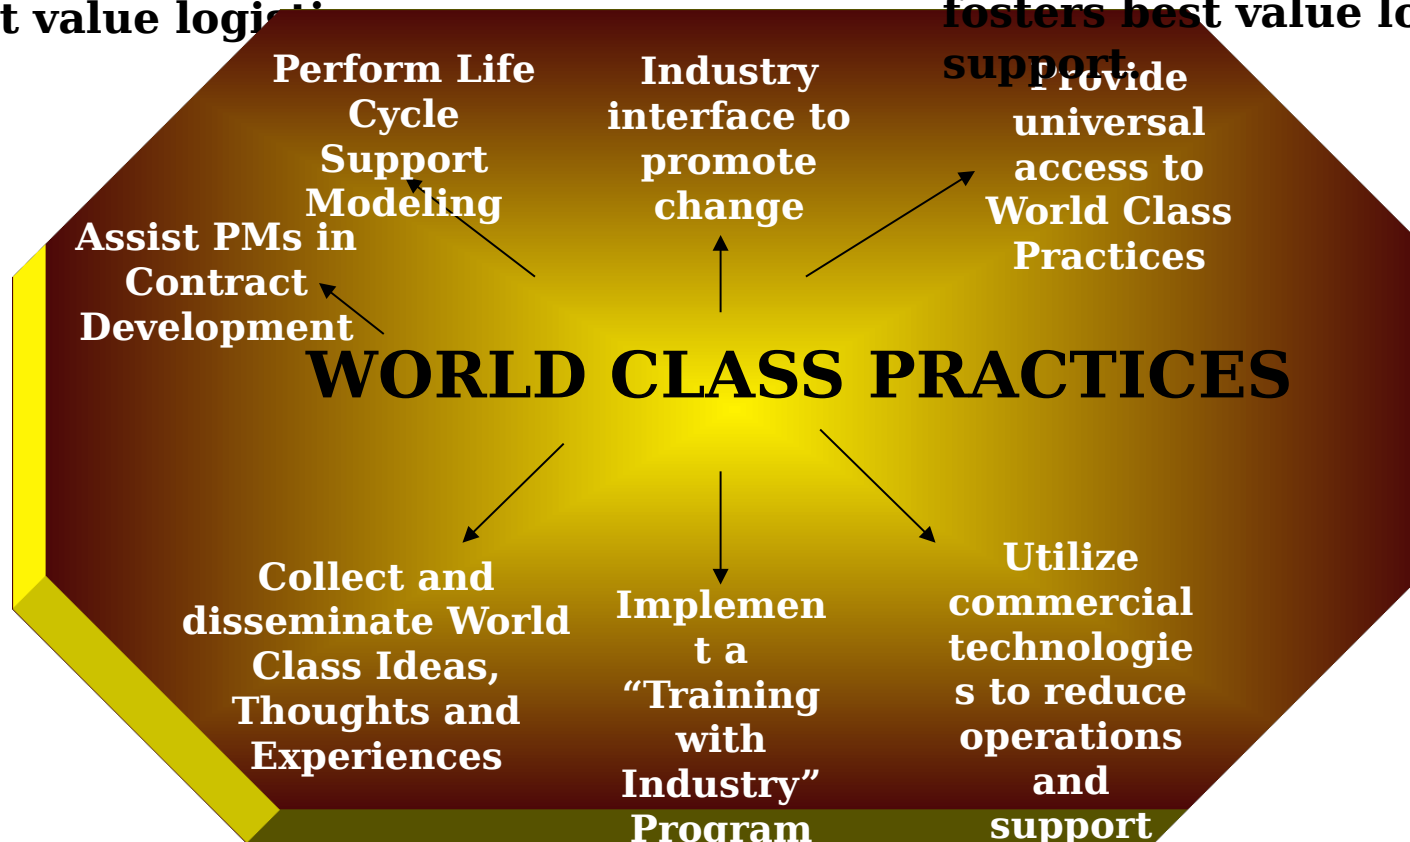 t value logisti
fosters best value lo
support.
Perform Life
Cycle
Support
Modeling
Industry
interface to
promote
change
Provide
universal
access to
World Class
Practices
Assist PMs in
Contract
Development
WORLD CLASS PRACTICES
Collect and
disseminate World
Class Ideas,
Thoughts and
Experiences
Implemen
t a
“Training
with
Industry”
Program
Utilize
commercial
technologie
s to reduce
operations
and
support